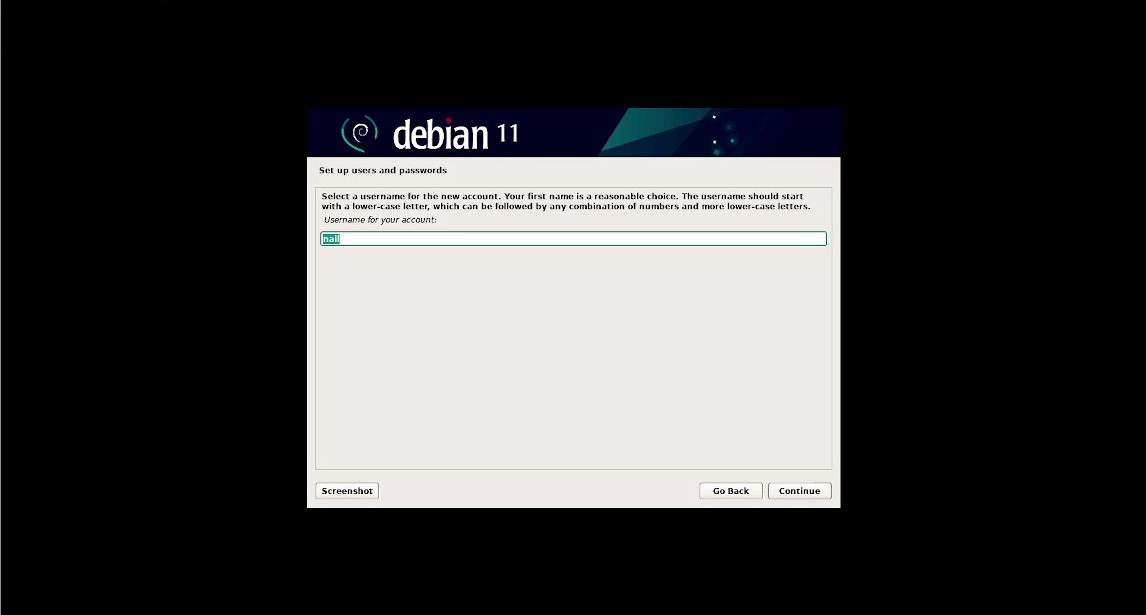 debian 11
Set up users and passwords
Select a username for the new account. Your first name is a reasonable choice. The username should start
with a lower-case letter, which can be followed by any combination of numbers and more lower-case letters.
Username for your account:
nall
Screenshot
Go Back
Continue